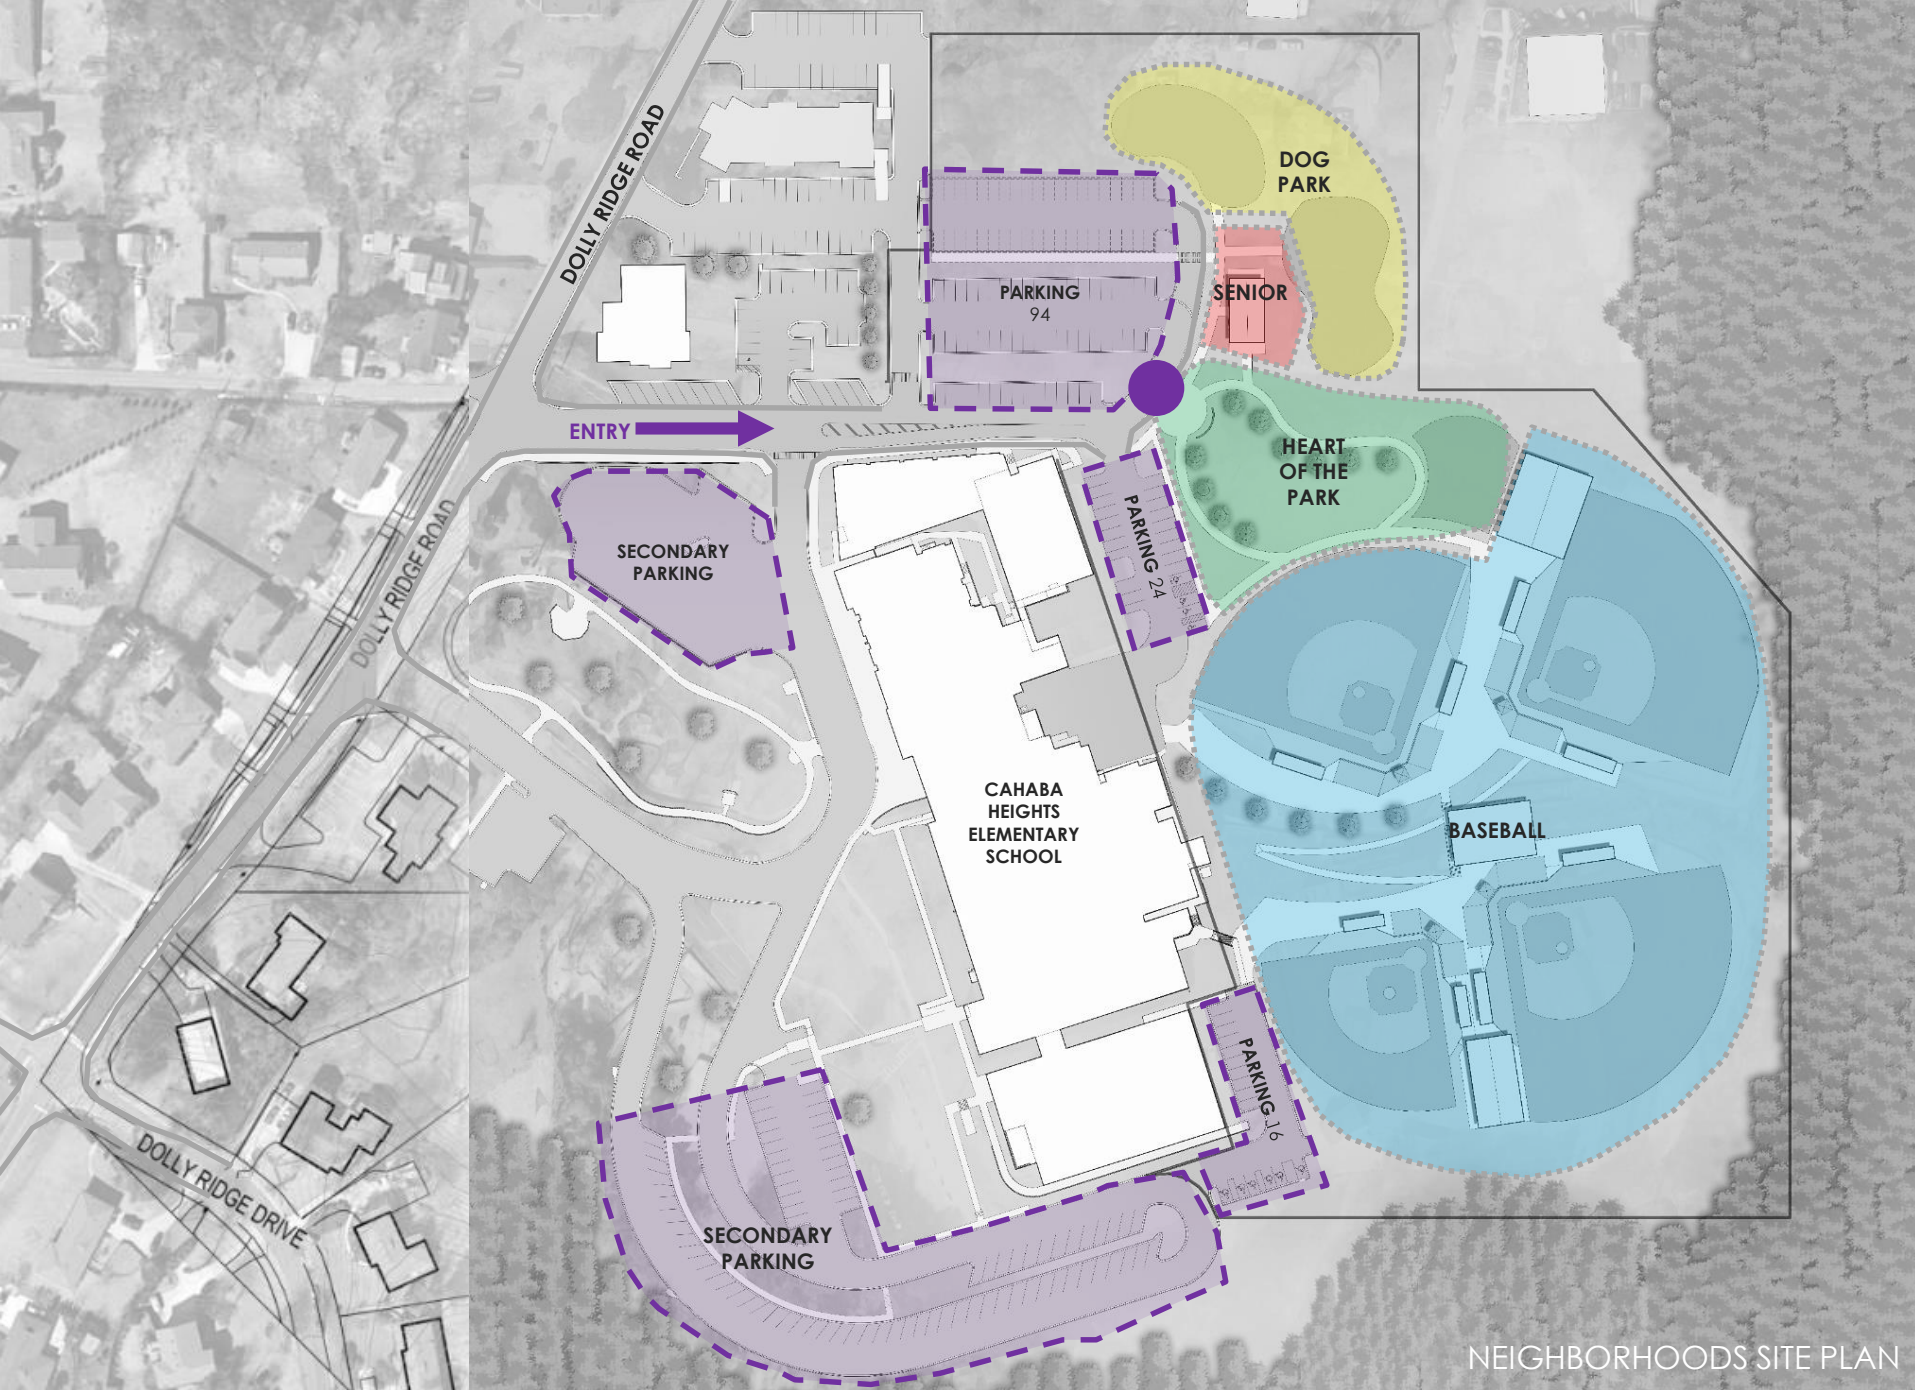 DOLLY RIDGE ROAD
DOG
PARK
PARKING
94
SENIOR
ENTRY
HEART
OF THE
PARK
DOLLY RIDGE ROAD
SECONDARY
PARKING
PARKING 24
CAHABA
HEIGHTS
ELEMENTARY
SCHOOL
BASEBALL
PARKING 16
DOLLY RIDGE DRIVE
SECONDARY
PARKING
NEIGHBORHOODS SITE PLAN